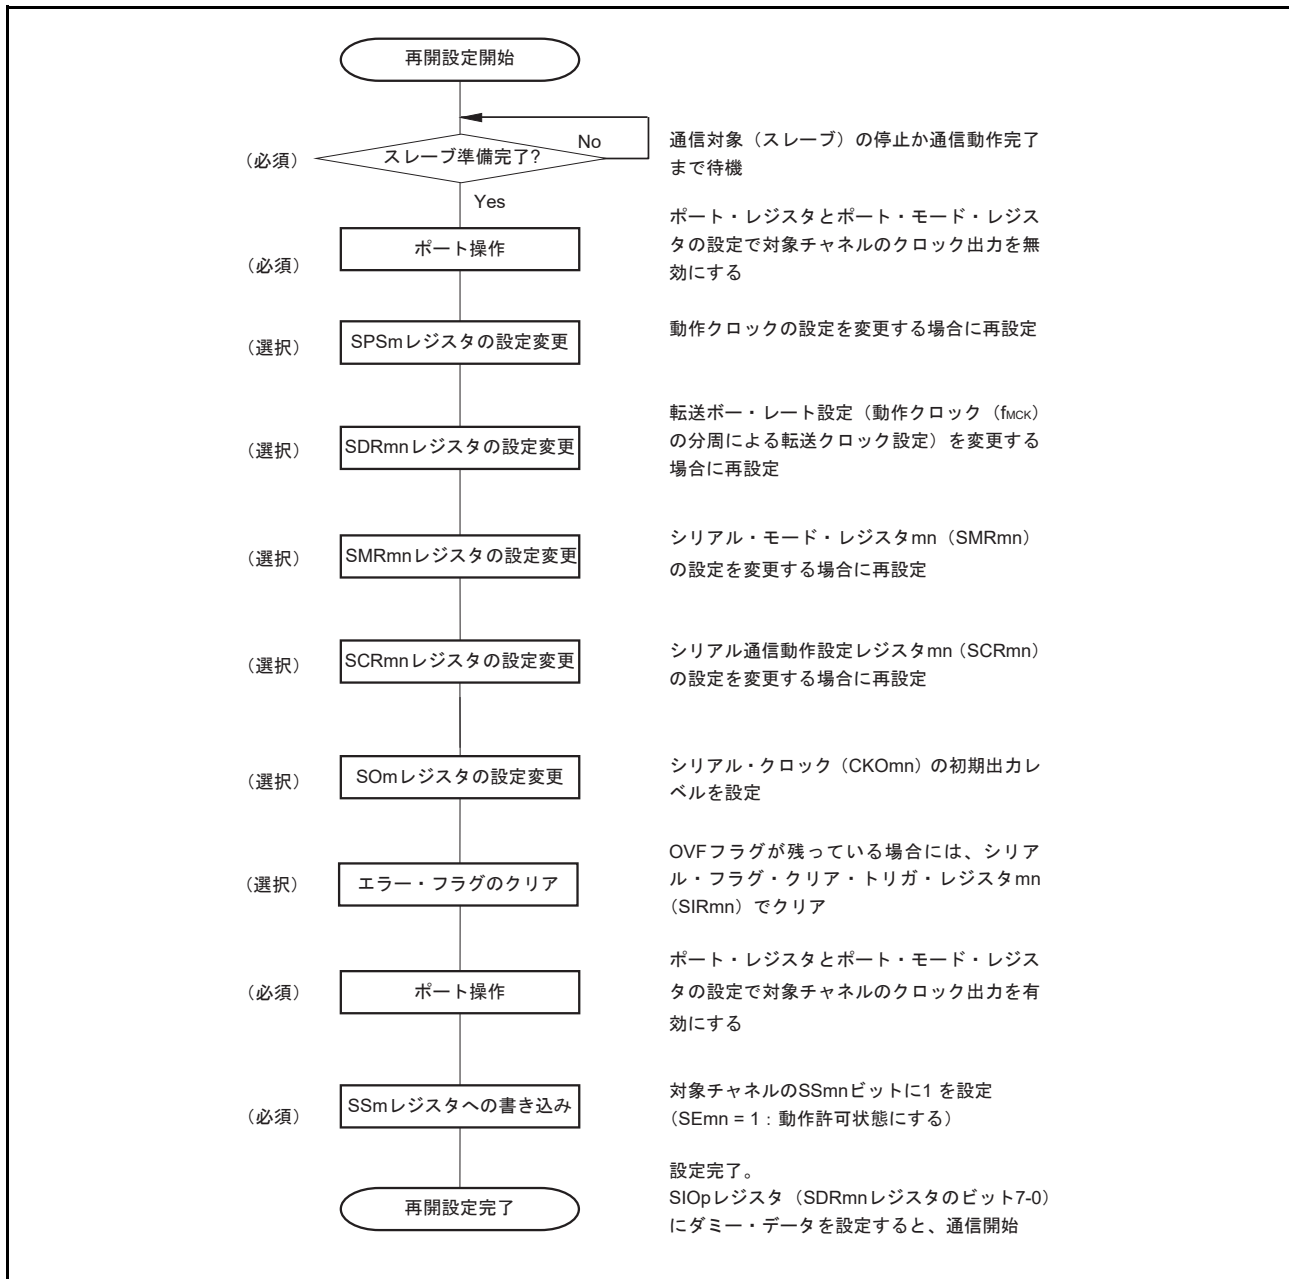 再開設定開始
No
（必須）
スレーブ準備完了?
通信対象（スレーブ）の停止か通信動作完了
まで待機
Yes
（必須）
ポート操作
ポート・レジスタとポート・モード・レジス
タの設定で対象チャネルのクロック出力を無
効にする
（選択）
SPSmレジスタの設定変更
動作クロックの設定を変更する場合に再設定
（選択）
SDRmnレジスタの設定変更
転送ボー・レート設定（動作クロック（fMCK）
の分周による転送クロック設定）を変更する
場合に再設定
（選択）
SMRmnレジスタの設定変更
シリアル・モード・レジスタmn（SMRmn）
の設定を変更する場合に再設定
（選択）
SCRmnレジスタの設定変更
シリアル通信動作設定レジスタmn（SCRmn）
の設定を変更する場合に再設定
（選択）
SOmレジスタの設定変更
シリアル・クロック（CKOmn）の初期出力レ
ベルを設定
（選択）
エラー・フラグのクリア
OVFフラグが残っている場合には、シリア
ル・フラグ・クリア・トリガ・レジスタmn
（SIRmn）でクリア
（必須）
ポート操作
ポート・レジスタとポート・モード・レジス
タの設定で対象チャネルのクロック出力を有
効にする
（必須）
SSmレジスタへの書き込み
対象チャネルのSSmnビットに1 を設定
（SEmn = 1：動作許可状態にする）
再開設定完了
設定完了。
SIOpレジスタ（SDRmnレジスタのビット7-0）
にダミー・データを設定すると、通信開始